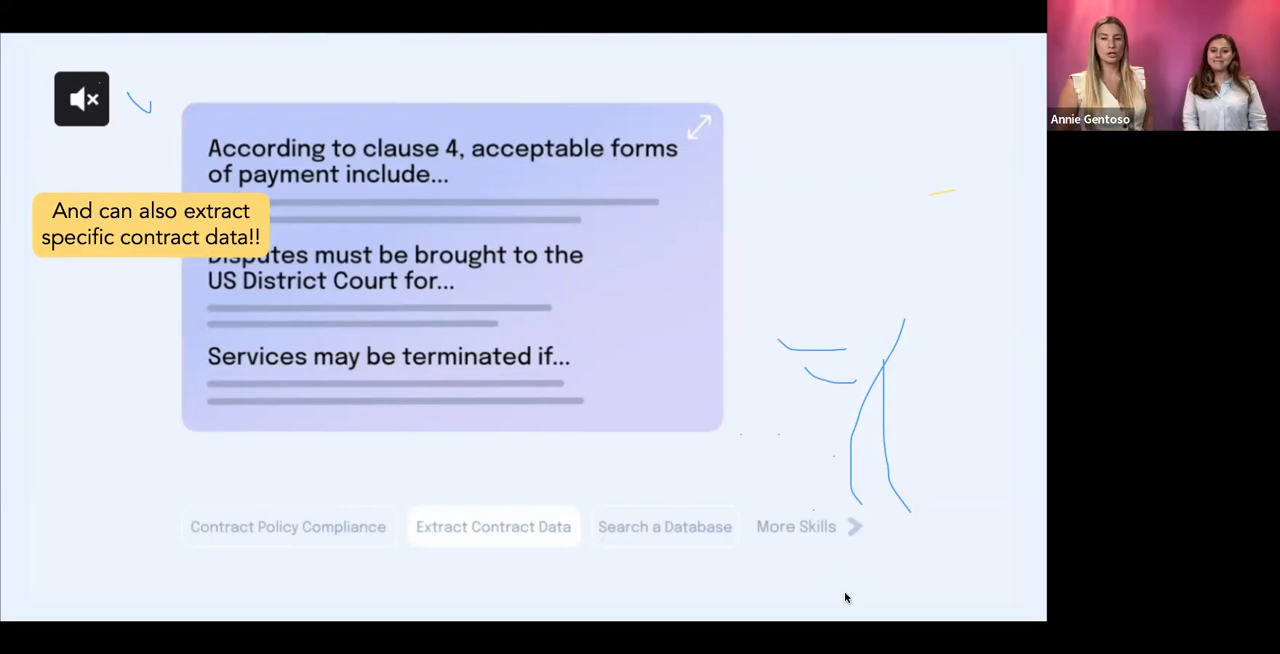 Annie Gentoso
According to clause 4, acceptable forms
of payment include...
And can also extract
specific contract data!!
Disputes must be brought to the
US District Court for...
Services may be terminated if...
Contract Policy Compliance
Extract Contract Data
Search a Database
More Skills